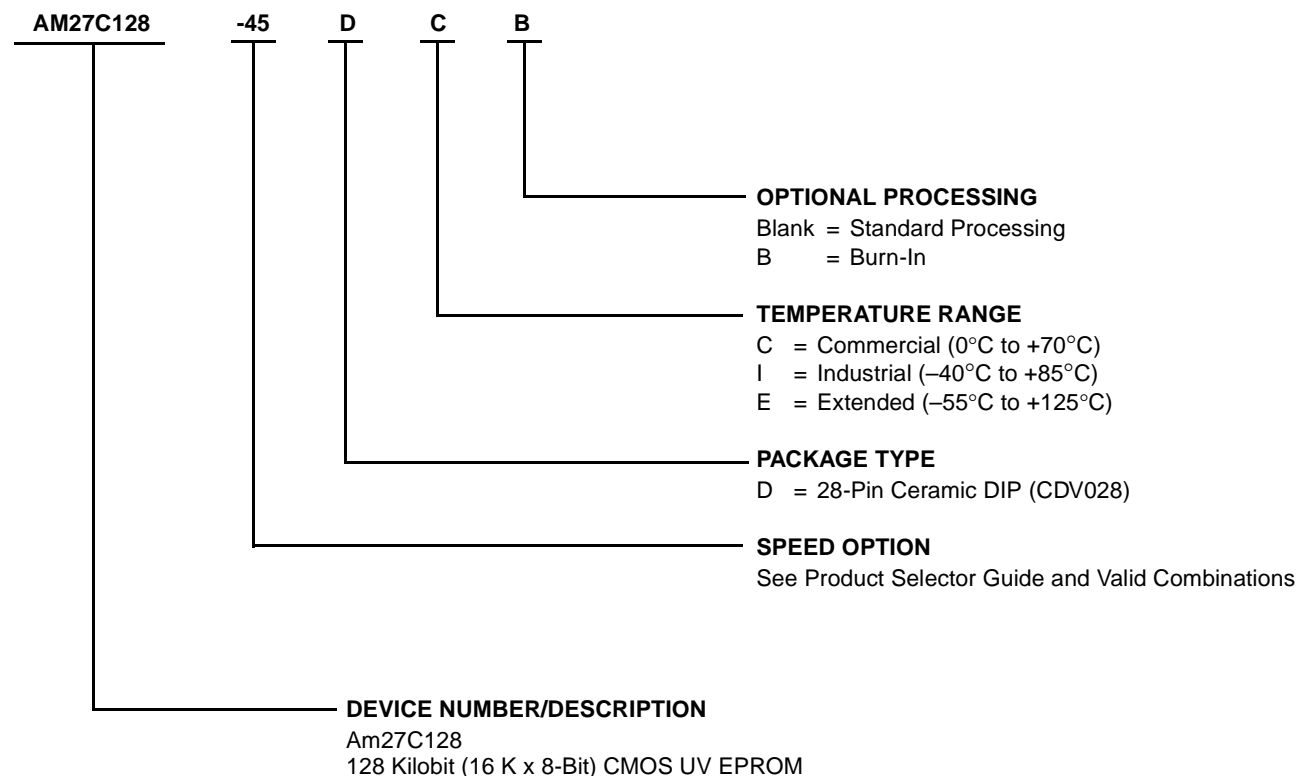 AM27C128 -45 D C B
OPTIONAL PROCESSING
Blank = Standard Processing
B = Burn-In
TEMPERATURE RANGE
C = Commercial (0°C to +70°C)
I = Industrial (–40°C to +85°C)
E = Extended (–55°C to +125°C)
PACKAGE TYPE
D = 28-Pin Ceramic DIP (CDV028)
SPEED OPTION
See Product Selector Guide and Valid Combinations
DEVICE NUMBER/DESCRIPTION
Am27C128
128 Kilobit (16 K x 8-Bit) CMOS UV EPROM